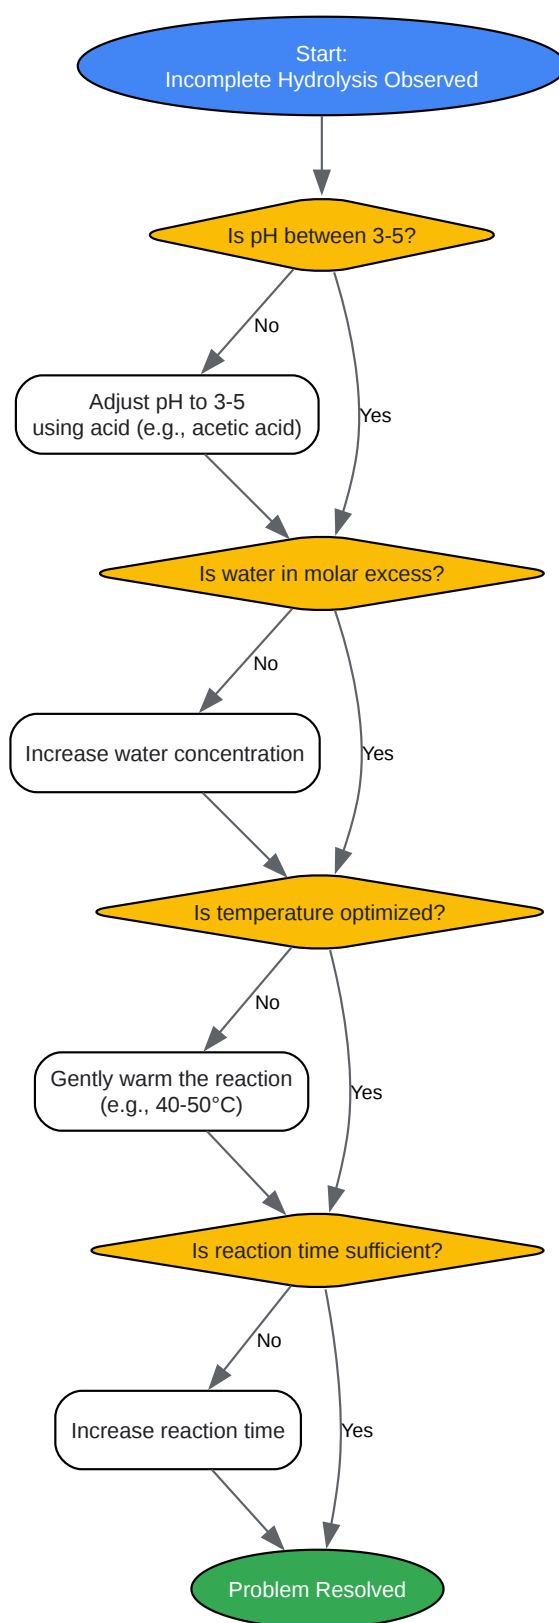 Start:
Incomplete Hydrolysis Observed
Is pH between 3-5?
No
Adjust pH to 3-5
using acid (e.g., acetic acid)
Yes
Is water in molar excess?
No
Increase water concentration
Yes
Is temperature optimized?
No
Gently warm the reaction
(e.g., 40-50°C)
Yes
Is reaction time sufficient?
No
Increase reaction time
Yes
Problem Resolved